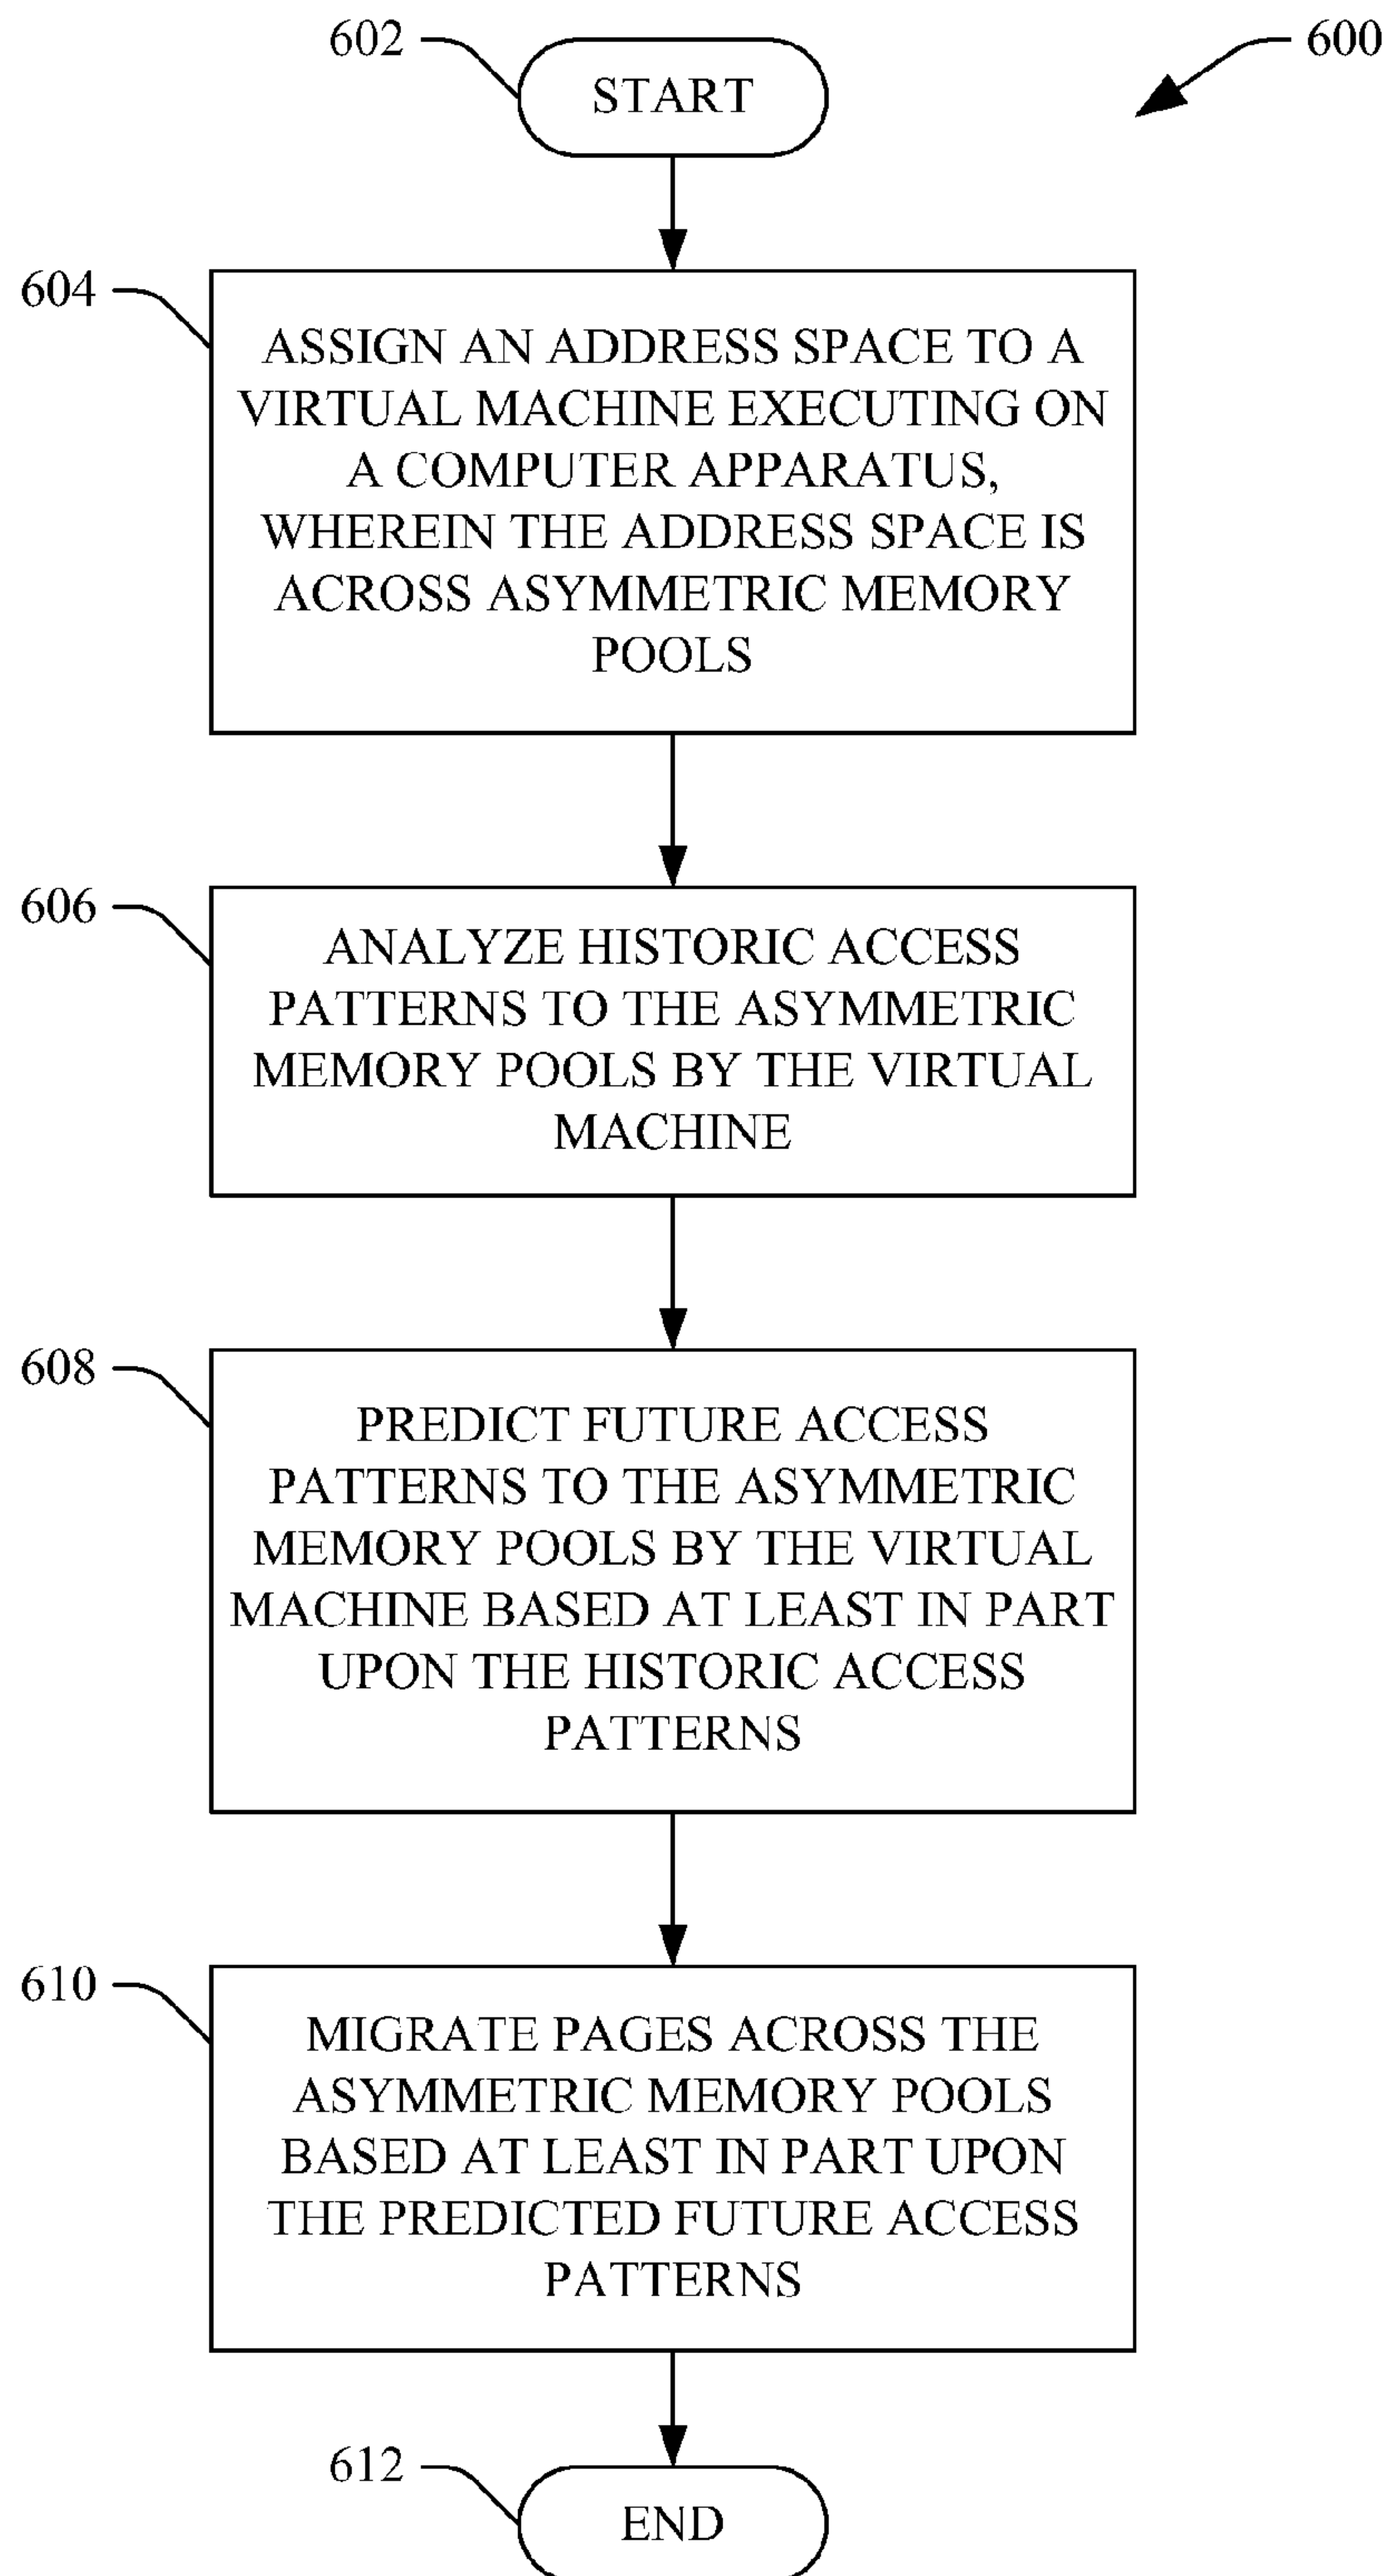 602
600
START
604
ASSIGN AN ADDRESS SPACE TO A
VIRTUAL MACHINE EXECUTING ON
A COMPUTER APPARATUS,
WHEREIN THE ADDRESS SPACE IS
ACROSS ASYMMETRIC MEMORY
POOLS
606
ANALYZE HISTORIC ACCESS
PATTERNS TO THE ASYMMETRIC
MEMORY POOLS BY THE VIRTUAL
MACHINE
608
PREDICT FUTURE ACCESS
PATTERNS TO THE ASYMMETRIC
MEMORY POOLS BY THE VIRTUAL
MACHINE BASED AT LEAST IN PART
UPON THE HISTORIC ACCESS
PATTERNS
610
MIGRATE PAGES ACROSS THE
ASYMMETRIC MEMORY POOLS
BASED AT LEAST IN PART UPON
THE PREDICTED FUTURE ACCESS
PATTERNS
612
END